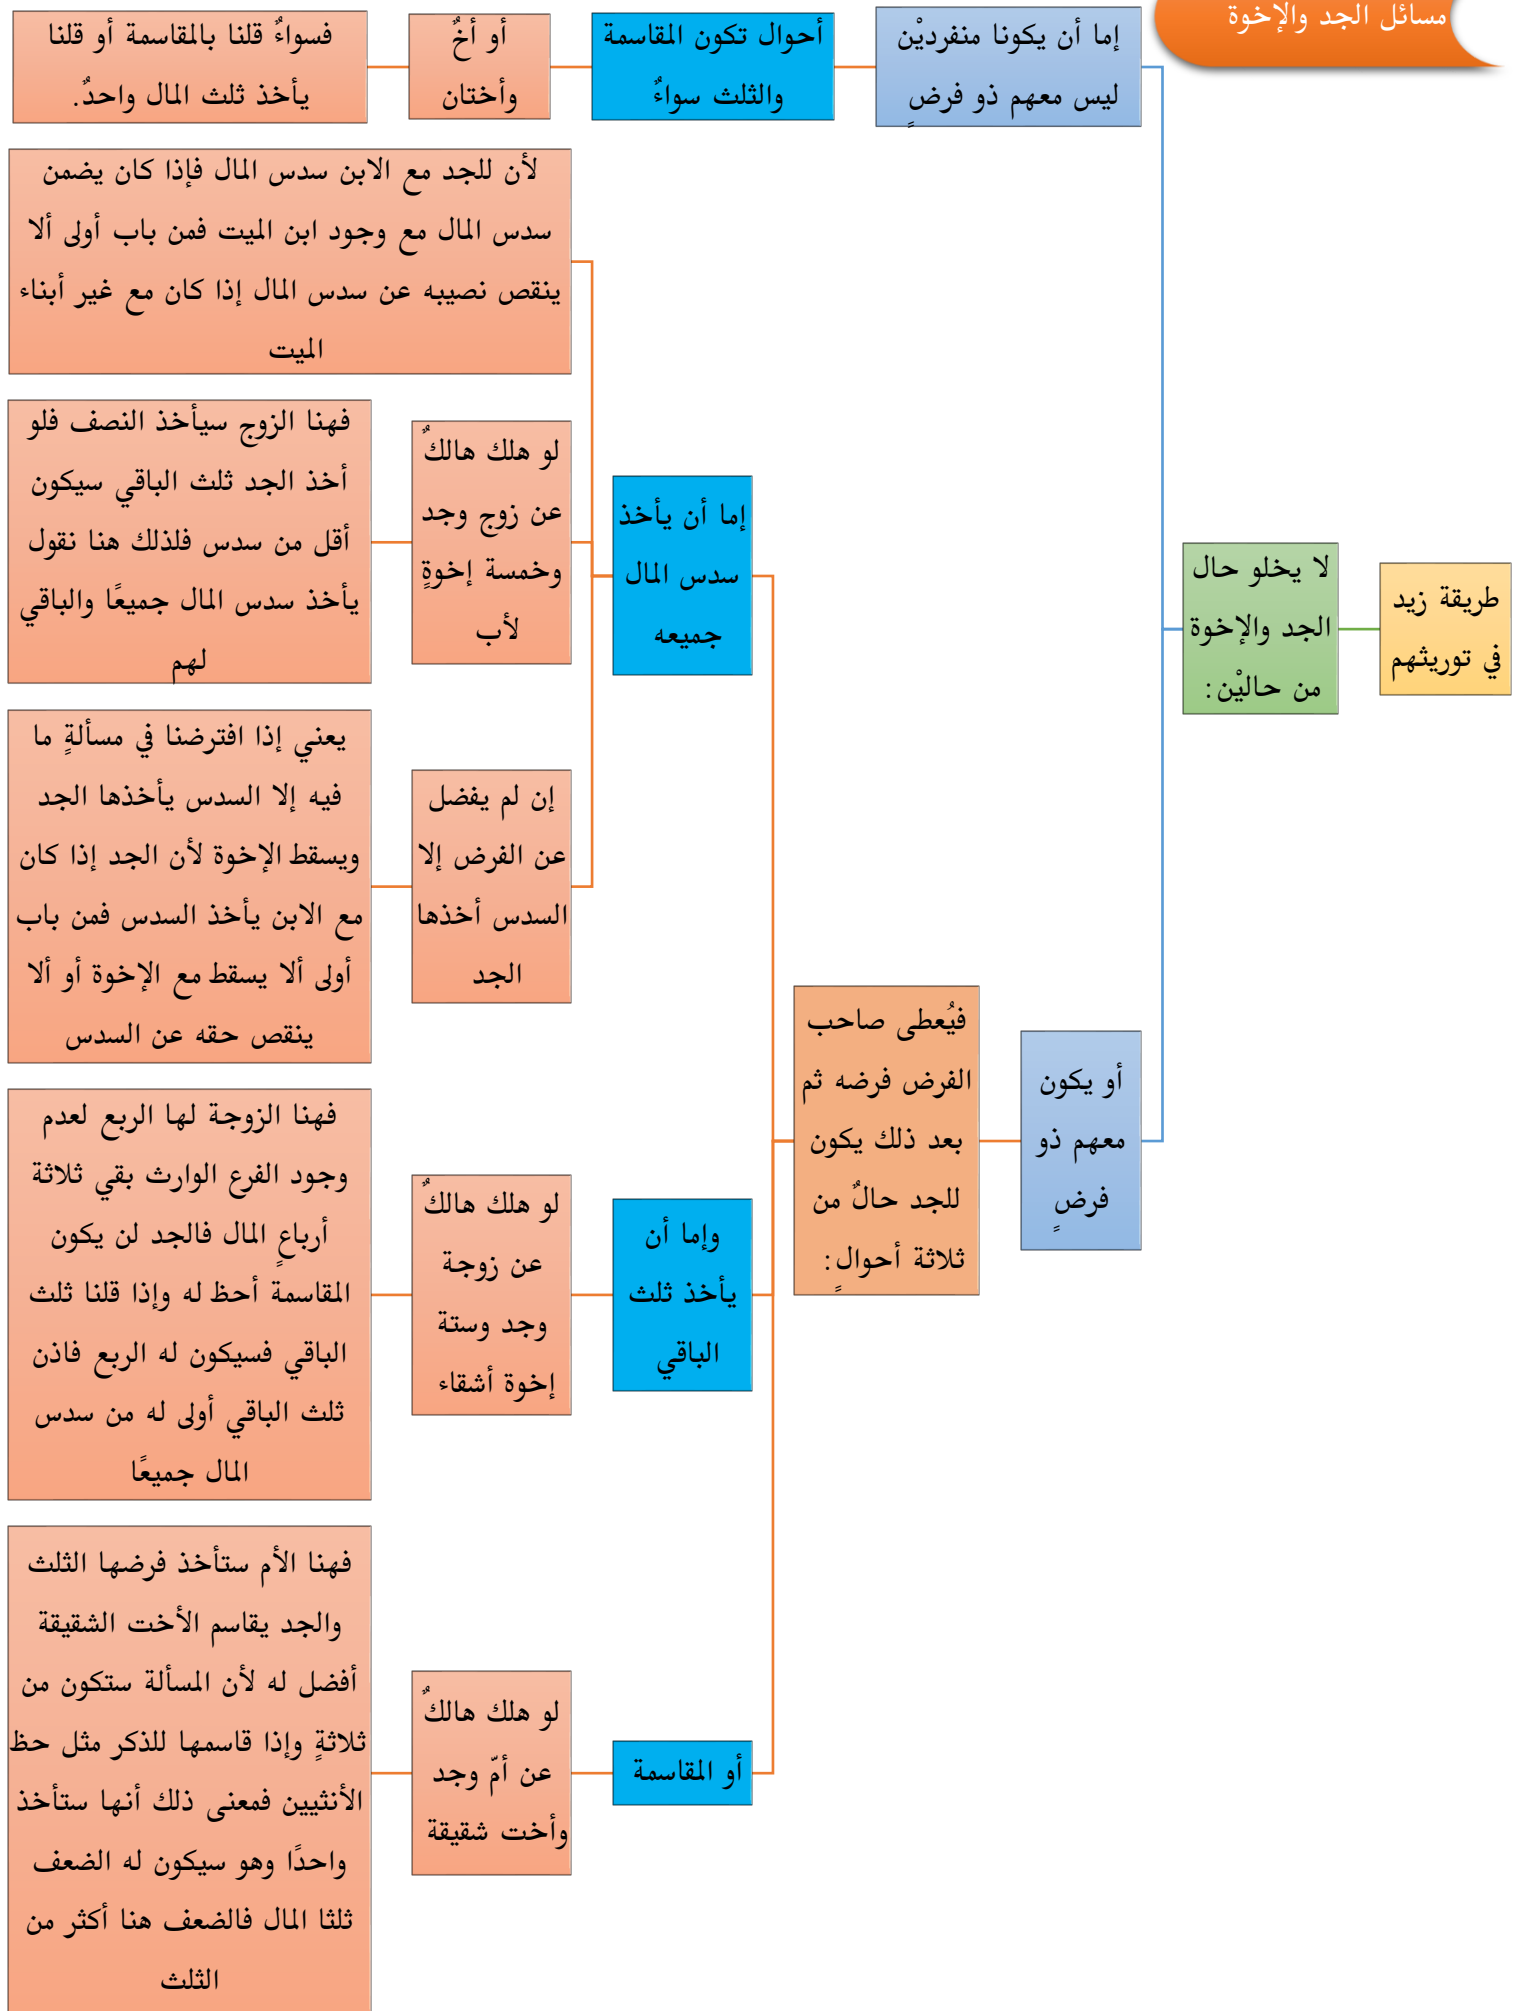 مسائل الجد والإخوة
طريقة زيد
في توريثهم
لا يخلو حال
الجد والإخوة
من حاليْن:
إما أن يكونا منفرديْن
ليس معهم ذو فرضٍ
أحوال تكون المقاسمة
والثلث سواءٌ
أو أخٌ
وأختان
فسواءٌ قلنا بالمقاسمة أو قلنا
يأخذ ثلث المال واحدٌ.
أو يكون
معهم ذو
فرضٍ
فيُعطى صاحب
الفرض فرضه ثم
بعد ذلك يكون
للجد حالٌ من
ثلاثة أحوالٍ:
إما أن يأخذ
سدس المال
جميعه
لأن للجد مع الابن سدس المال فإذا كان يضمن
سدس المال مع وجود ابن الميت فمن باب أولى ألا
ينقص نصيبه عن سدس المال إذا كان مع غير أبناء
الميت
لو هلك هالكٌ
عن زوج وجد
وخمسة إخوةٍ
لأب
فهنا الزوج سيأخذ النصف فلو
أخذ الجد ثلث الباقي سيكون
أقل من سدس فلذلك هنا نقول
يأخذ سدس المال جميعًا والباقي
لهم
إن لم يفضل
عن الفرض إلا
السدس أخذها
الجد
يعني إذا افترضنا في مسألةٍ ما
فيه إلا السدس يأخذها الجد
ويسقط الإخوة لأن الجد إذا كان
مع الابن يأخذ السدس فمن باب
أولى ألا يسقط مع الإخوة أو ألا
ينقص حقه عن السدس
وإما أن
يأخذ ثلث
الباقي
لو هلك هالكٌ
عن زوجة
وجد وستة
إخوة أشقاء
فهنا الزوجة لها الربع لعدم
وجود الفرع الوارث بقي ثلاثة
أرباعِ المال فالجد لن يكون
المقاسمة أحظ له وإذا قلنا ثلث
الباقي فسيكون له الربع فاذن
ثلث الباقي أولى له من سدس
المال جميعًا
أو المقاسمة
لو هلك هالكٌ
عن أمّ وجد
وأخت شقيقة
فهنا الأم ستأخذ فرضها الثلث
والجد يقاسم الأخت الشقيقة
أفضل له لأن المسألة ستكون من
ثلاثةٍ وإذا قاسمها للذكر مثل حظ
الأنثيين فمعنى ذلك أنها ستأخذ
واحدًا وهو سيكون له الضعف
ثلثا المال فالضعف هنا أكثر من
الثلث